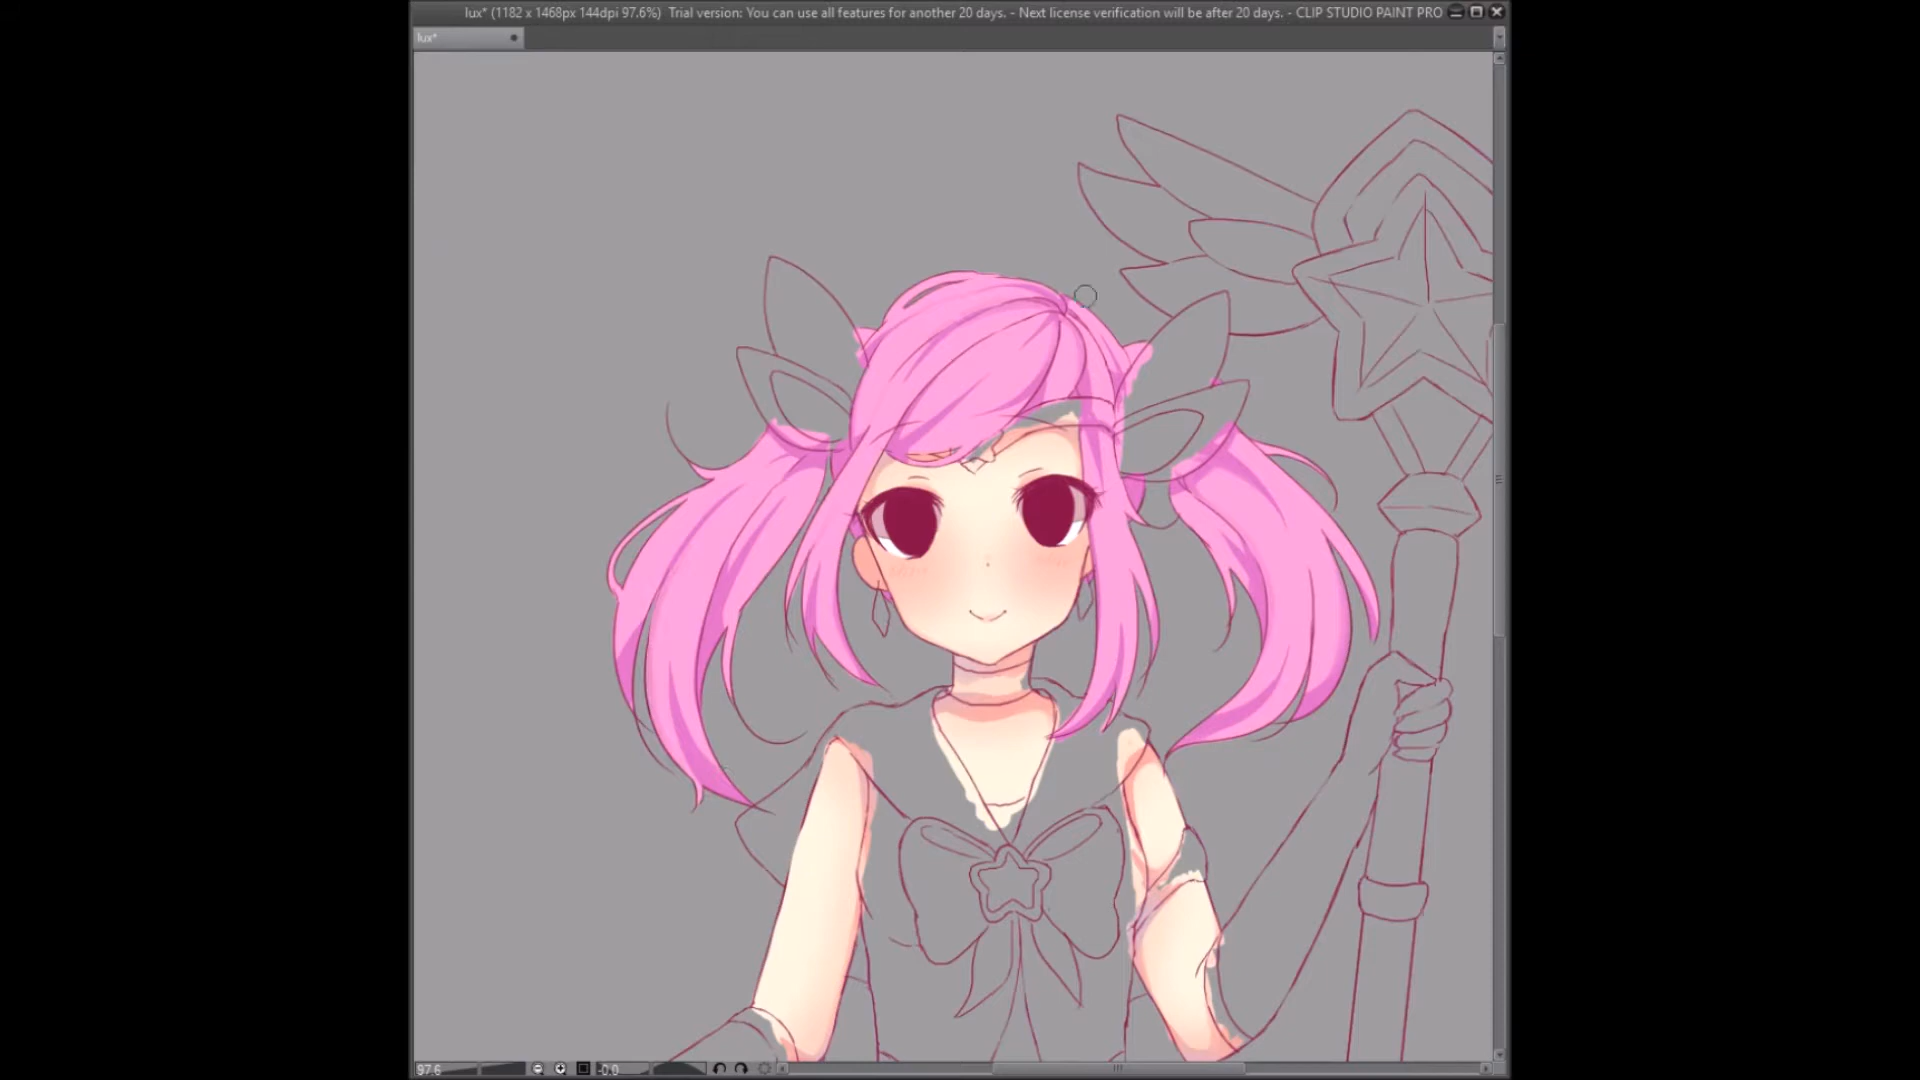 lux* (1182 x 1468px 144dpi 97.6%) Trial version: You can use all features for another 20 days. - Next license verification will be after 20 days. - CLIP STUDIO PAINT PRO
lux*
97.6 -0.0